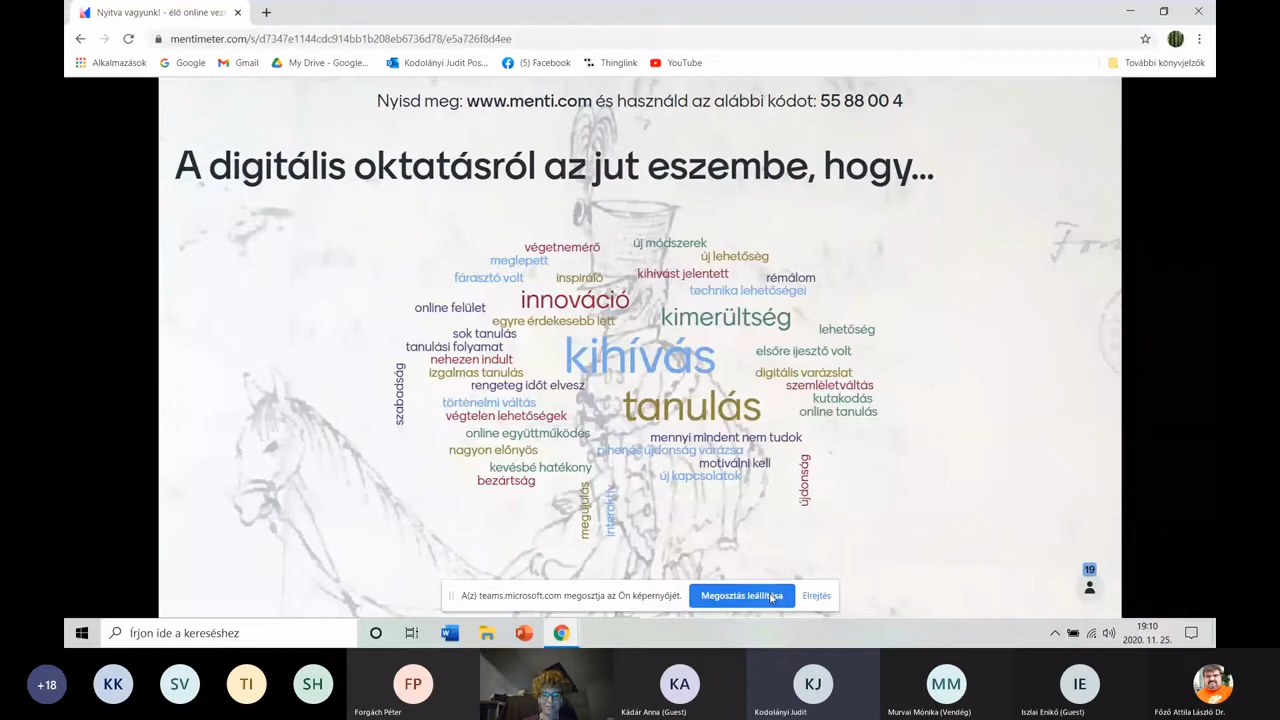 Nyitva vagyunk! - élő online veze
mentimeter.com/s/d7347e1144cdc914bb1b208eb6736d78/e5a726f8d4ee
Alkalmazások
Google
Gmail
My Drive - Google...
Kodolányi Judit Pos...
(5) Facebook
Thinglink
YouTube
További könyvjelzők
Nyisd meg: www.menti.com és használd az alábbi kódot: 55 88 00 4
A digitális oktatásról az jut eszembe, hogy...
végetnemérő
új módszerek
meglepett
új lehetőség
fárasztó volt
inspiráló
kihívást jelentett
rémálom
innováció
technika lehetőségei
online felület
egyre érdekesebb lett
kimerültség
lehetőség
sok tanulás
tanulási folyamat
kihívás
elsőre ijesztő volt
nehezen indult
izgalmas tanulás
digitális varázslat
szabadság
rengeteg időt elvesz
szemlèletváltás
történelmi váltás
tanulás
kutakodás
végtelen lehetőségek
online tanulás
online együttműködés
mennyi mindent nem tudok
nagyon előnyös
pihenés újdonság varázsa
kevésbé hatékony
motiválni kell
bezártság
új kapcsolatok
újdonság
megújulás
interaktív
19
A(z) teams.microsoft.com megosztja az Ön képernyőjét.
Megosztás leállítása
Elrejtés
Írjon ide a kereséshez
19:10
2020. 11. 25.
+18
KK
SV
TI
SH
FP
KA
KJ
MM
IE
Forgách Péter
Kádár Anna (Guest)
Kodolányi Judit
Murvai Mónika (Vendég)
Iszlai Enikő (Guest)
Főző Attila László Dr.